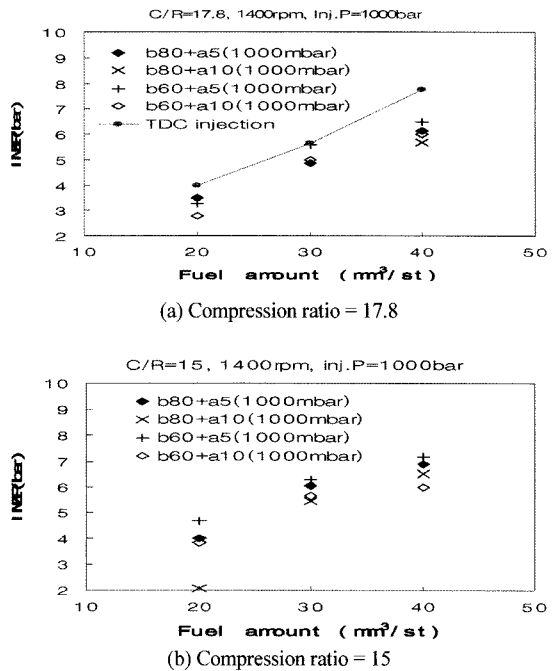 C/R=17.8, 1400rpm, Inj.P=1000bar
10
9
8
7
6
5
4
3
2
b80+a5(1000mbar)
b80+a10(1000mbar)
b60+a5(1000mbar)
b60+a10(1000mbar)
TDC injection
10 20 30 40 50
Fuel amount (mm³/st)
(a) Compression ratio = 17.8
C/R=15, 1400rpm, inj.P=1000bar
10
9
8
7
6
5
4
3
2
b80+a5(1000mbar)
b80+a10(1000mbar)
b60+a5(1000mbar)
b60+a10(1000mbar)
10 20 30 40 50
Fuel amount (mm³/st)
(b) Compression ratio = 15